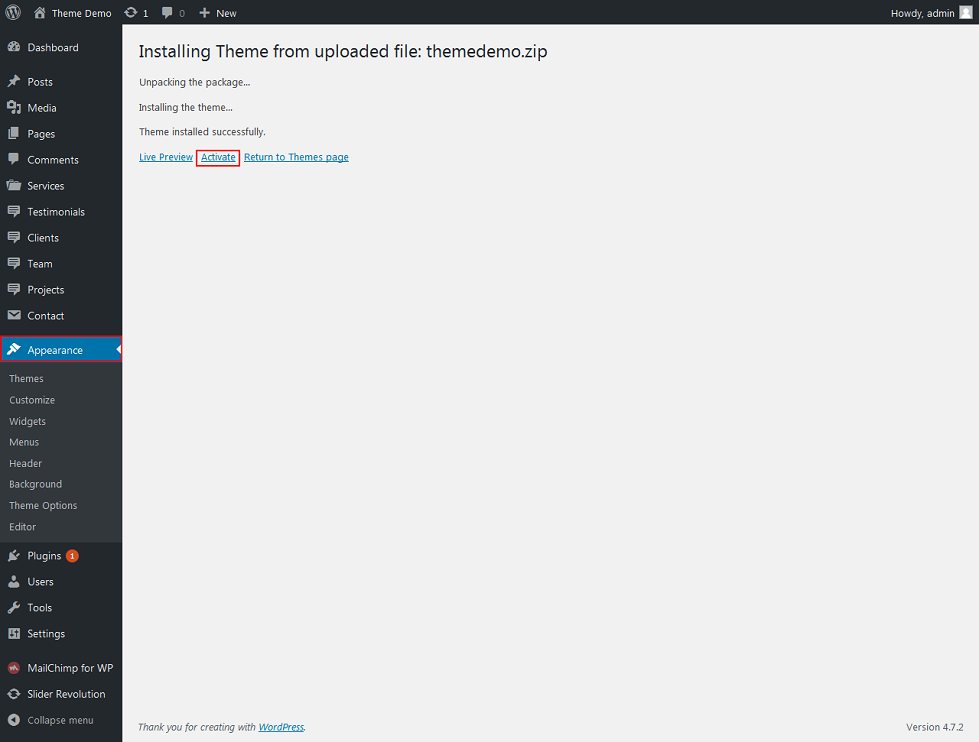 Theme Demo 1 0 New Howdy, admin
Dashboard
Posts
Media
Pages
Comments
Services
Testimonials
Clients
Team
Projects
Contact
Appearance
Themes
Customize
Widgets
Menus
Header
Background
Theme Options
Editor
Plugins 1
Users
Tools
Settings
MailChimp for WP
Slider Revolution
Collapse menu
Installing Theme from uploaded file: themedemo.zip
Unpacking the package...
Installing the theme...
Theme installed successfully.
Live Preview Activate Return to Themes page
Thank you for creating with WordPress. Version 4.7.2